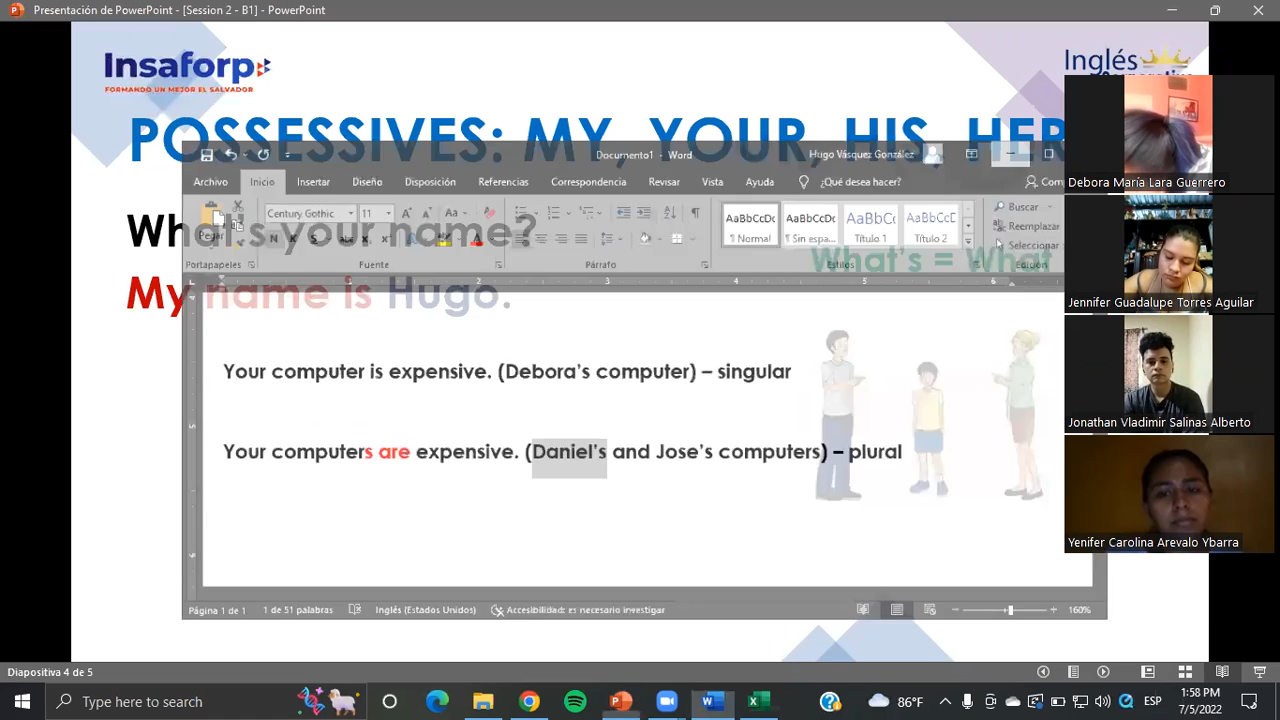 Presentación de PowerPoint - [Session 2 - B1] - PowerPoint
Insaforp
FORMANDO UN MEJOR EL SALVADOR
Inglés
POSSESSIVES: MY, YOUR, HIS, HER
Documento1 - Word
Hugo Vásquez González
Archivo Inicio Insertar Diseño Disposición Referencias Correspondencia Revisar Vista Ayuda ¿Qué desea hacer?
Century Gothic 11
Pegar
AaBbCcDc AaBbCcDc AaBbCc AaBbCcE
¶ Normal ¶ Sin espa... Título 1 Título 2
Buscar
Reemplazar
Seleccionar
Portapapeles Fuente Párrafo Estilos Edición
What's your name?
What's = What
My name is Hugo.
Your computer is expensive. (Debora's computer) – singular
Your computers are expensive. (Daniel's and Jose's computers) – plural
Página 1 de 1 1 de 51 palabras Inglés (Estados Unidos) Accesibilidad: es necesario investigar 160%
Debora María Lara Guerrero
Jennifer Guadalupe Torres Aguilar
Jonathan Vladimir Salinas Alberto
Yenifer Carolina Arevalo Ybarra
Diapositiva 4 de 5
Type here to search
86°F
ESP
1:58 PM
7/5/2022